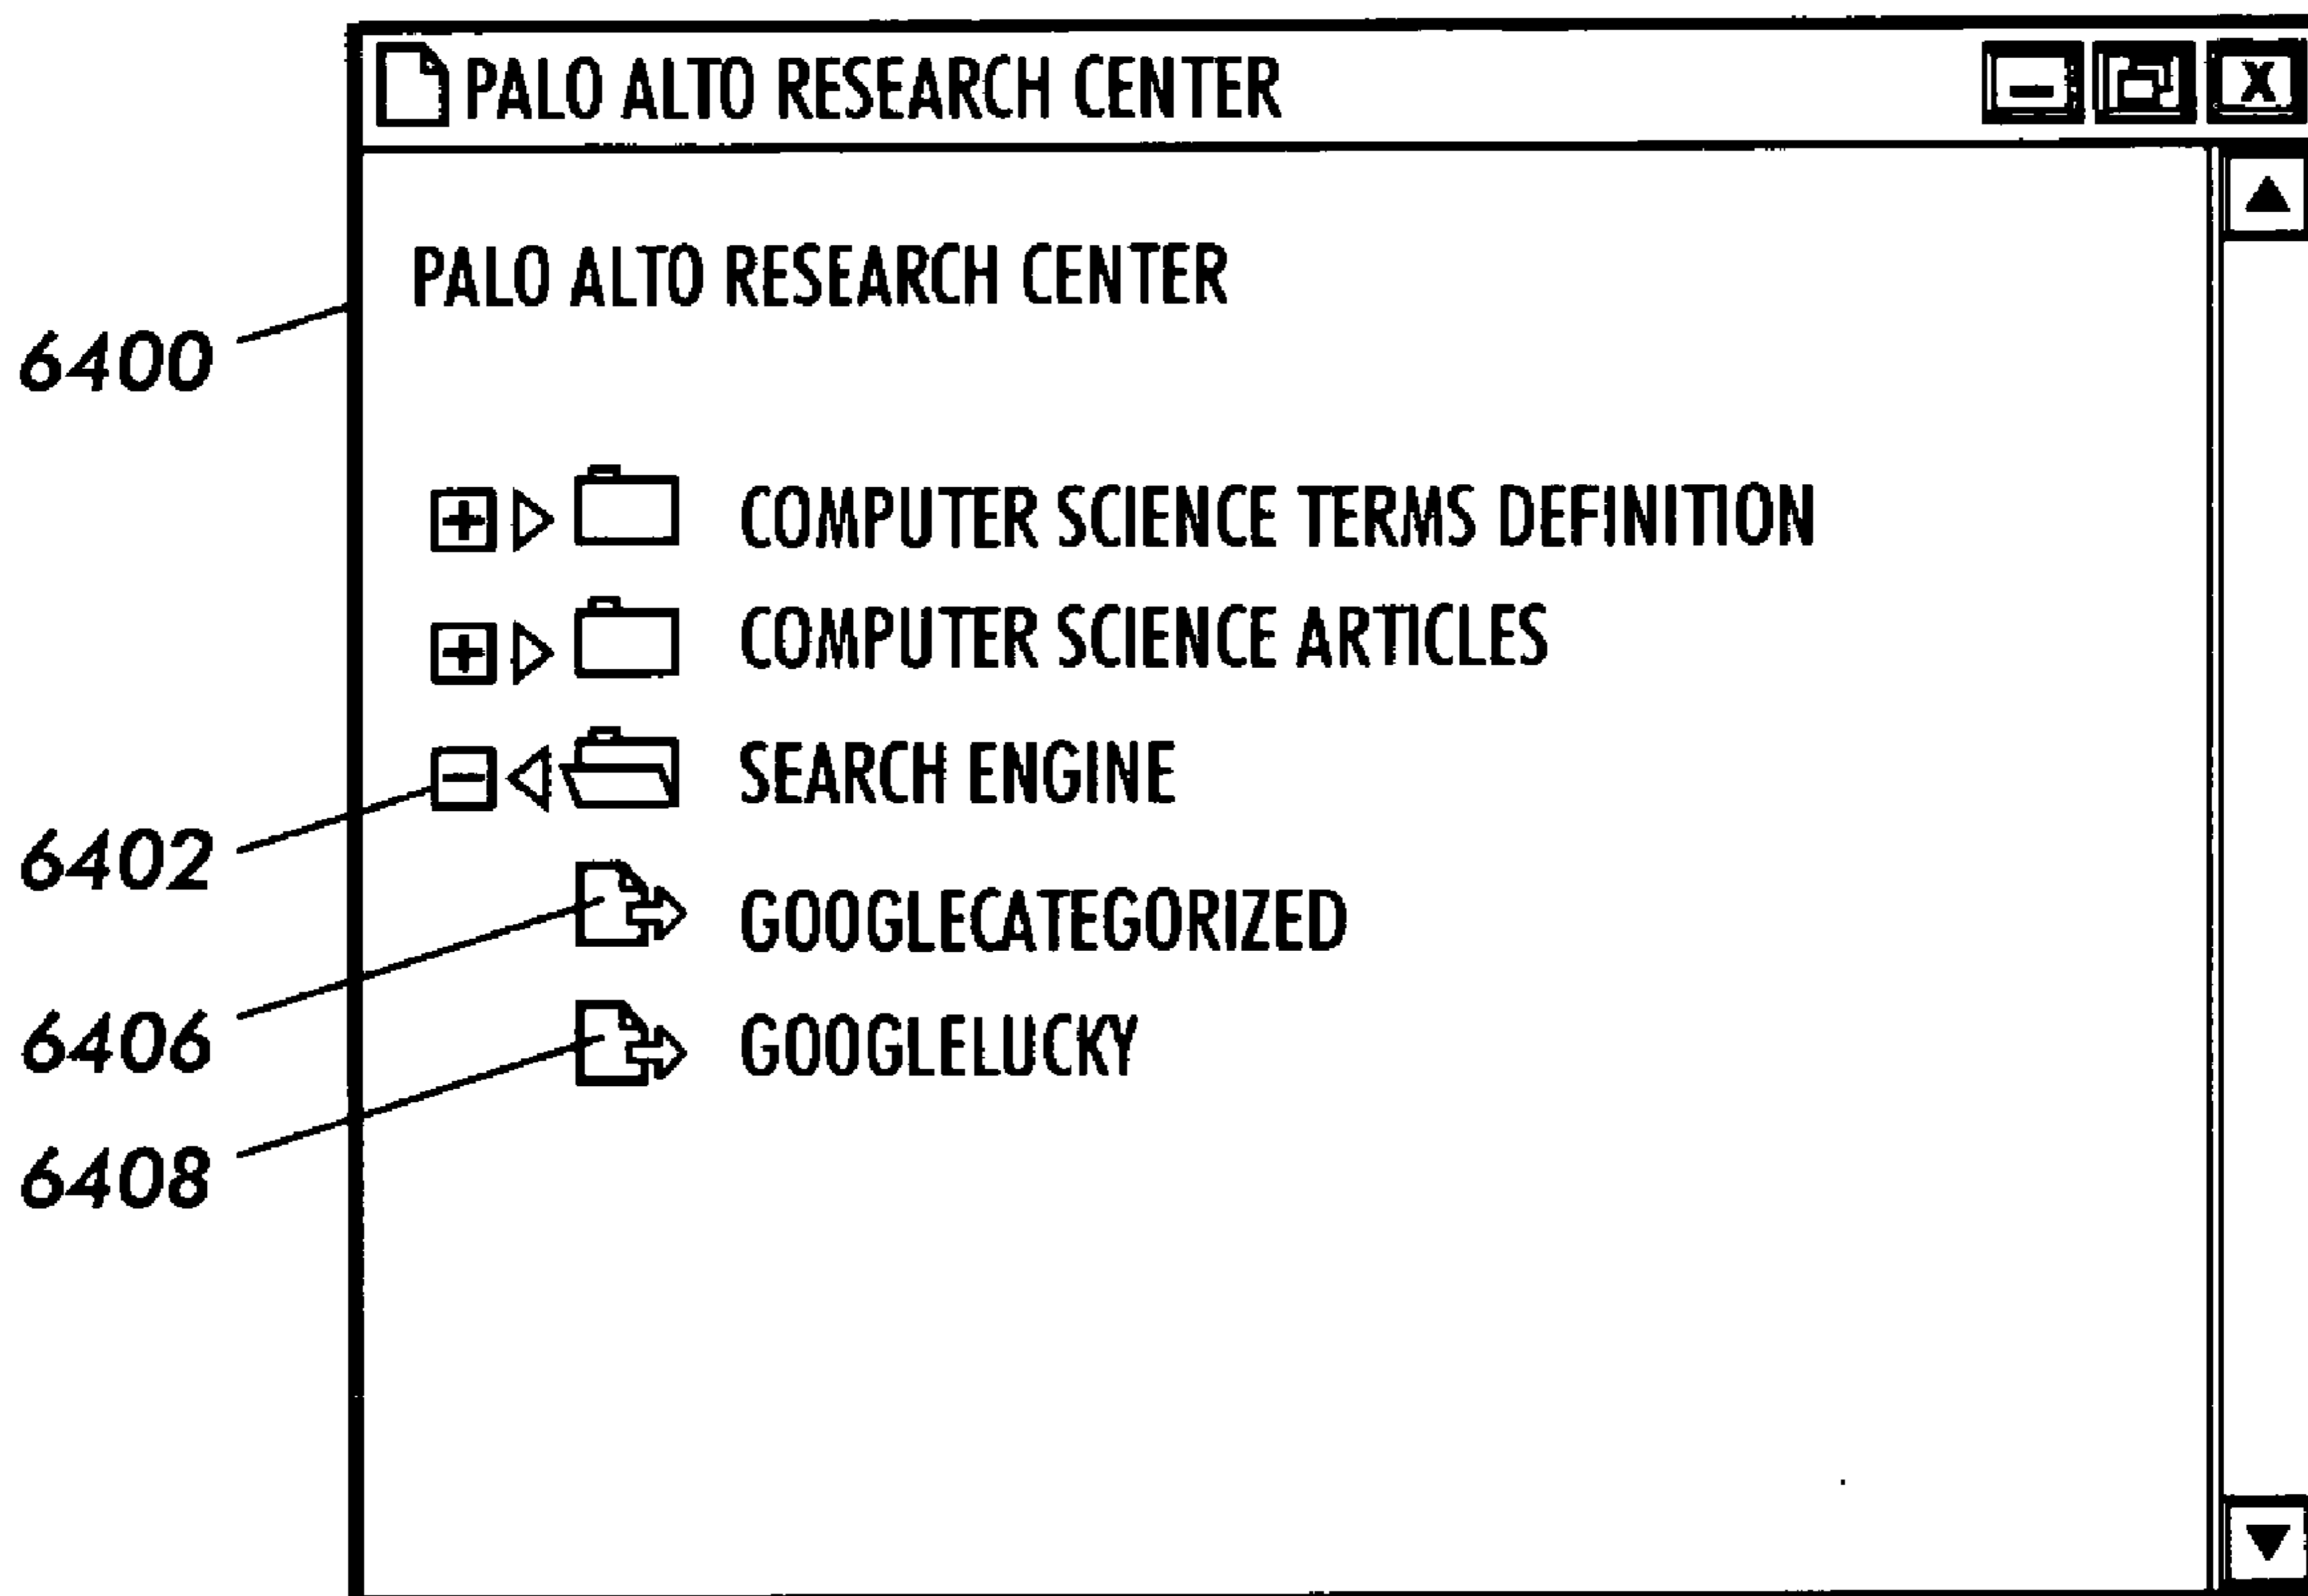 PALO ALTO RESEARCH CENTER X
PALO ALTO RESEARCH CENTER
6400
COMPUTER SCIENCE TERMS DEFINITION
COMPUTER SCIENCE ARTICLES
SEARCH ENGINE
6402
GOOGLECATEGORIZED
6406
GOOGLELUCKY
6408